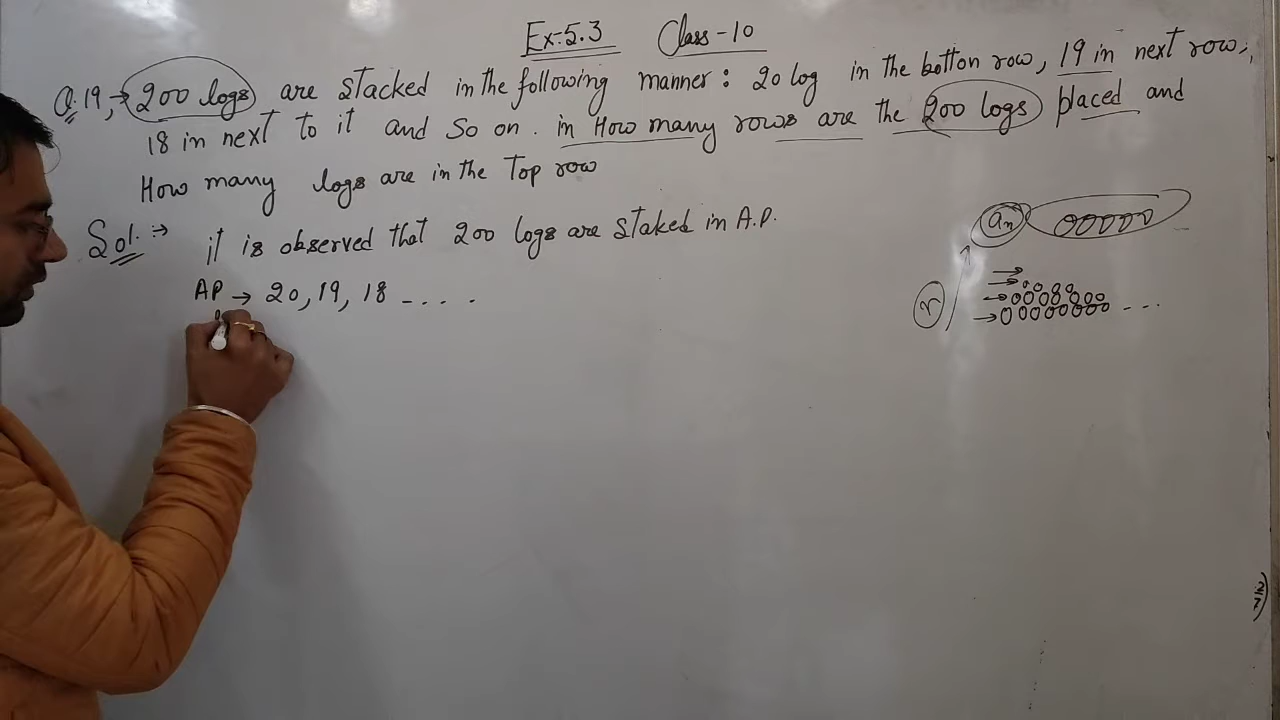 Ex:-5.3 Class-10
Q.19,→ 200 logs are stacked in the following manner : 20 log in the botton row, 19 in next row,
18 in next to it and So on . in How many rows are the 200 logs placed and
How many logs are in the Top row
Sol. :→ it is observed that 200 logs are staked in A.P.
AP → 20, 19, 18 - . . . .
an
n